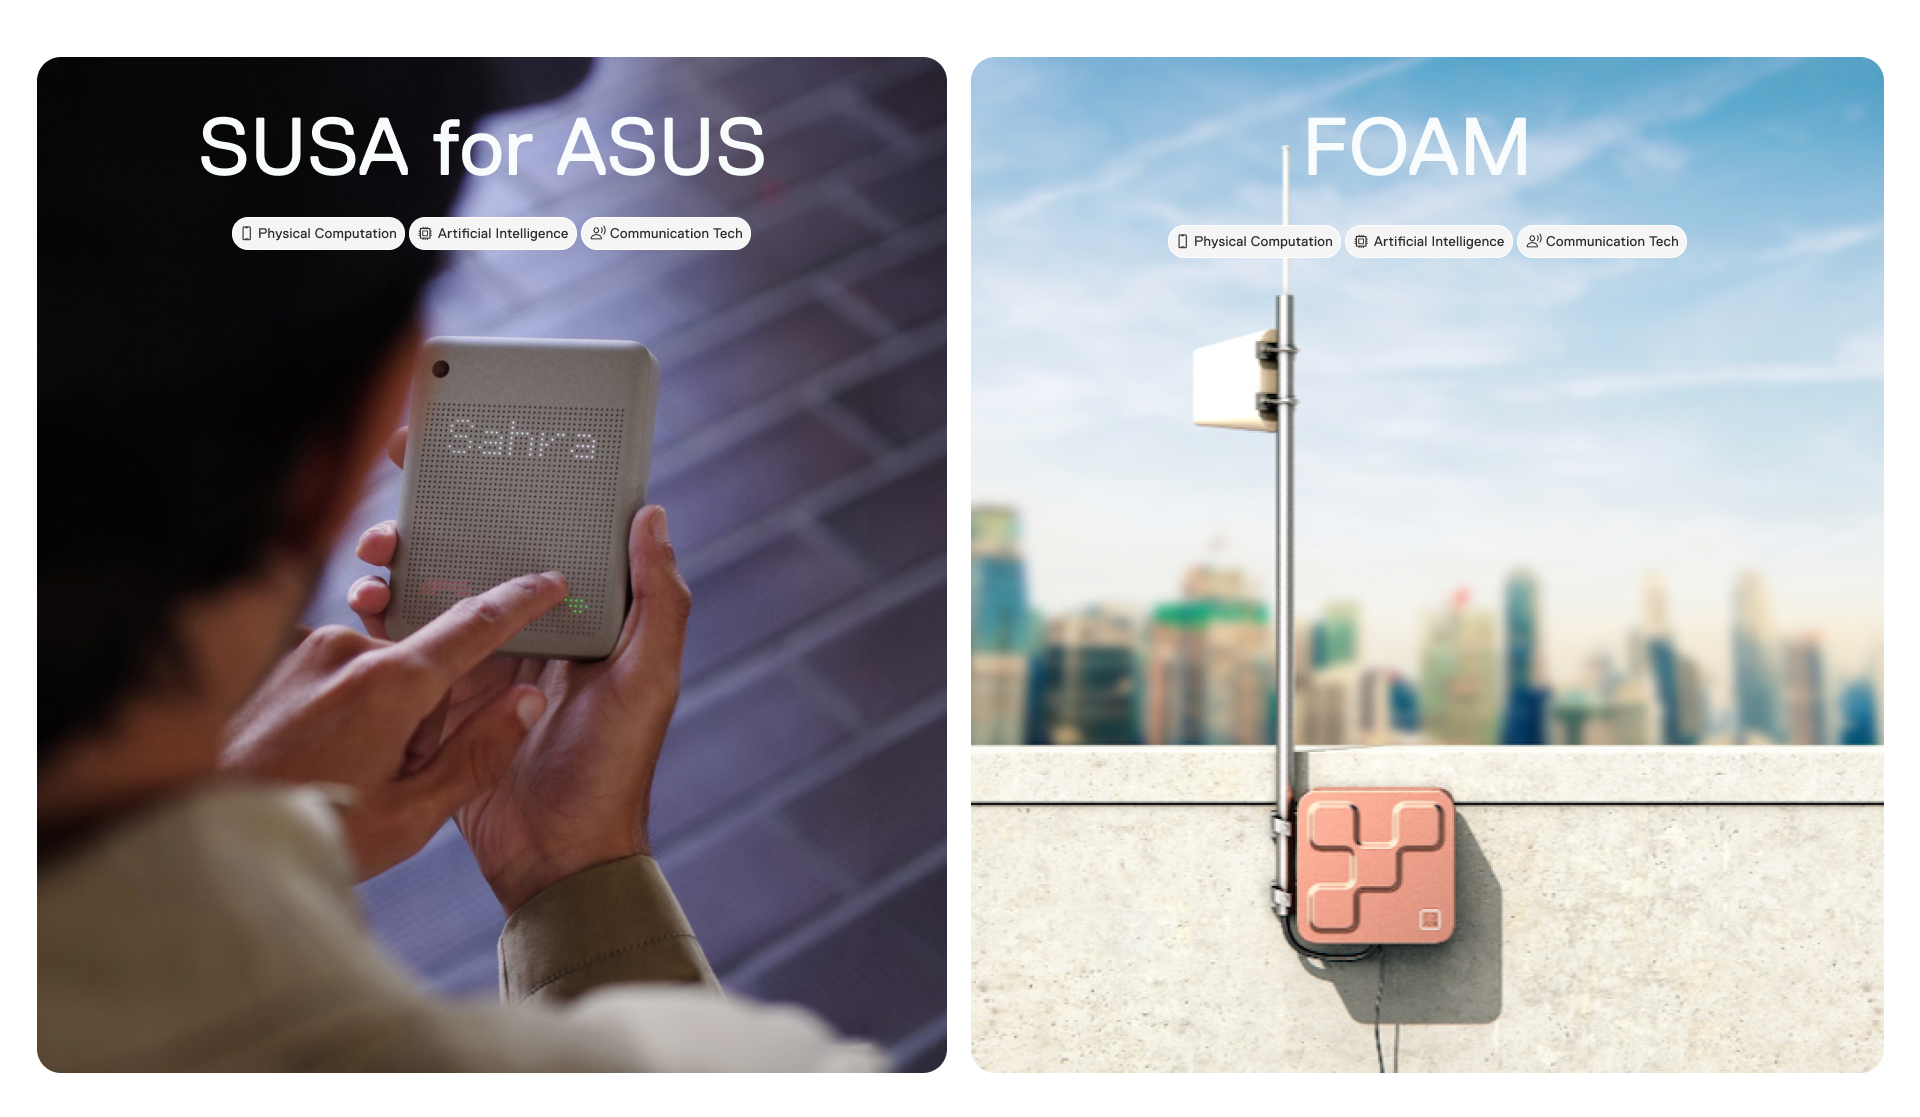 SUSA for ASUS
Physical Computation Artificial Intelligence Communication Tech
Sahra
FOAM
Physical Computation Artificial Intelligence Communication Tech